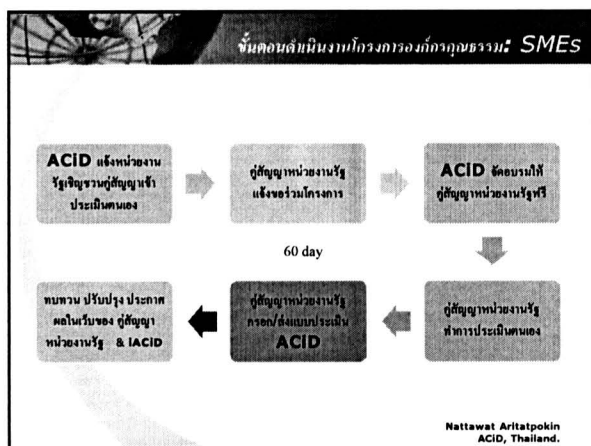 ขั้นตอนดำเนินงานโครงการองค์กรคุณธรรม: SMEs
ACiD แจ้งหน่วยงาน
รัฐเชิญชวนคู่สัญญาเข้า
ประเมินตนเอง
คู่สัญญาหน่วยงานรัฐ
แจ้งขอร่วมโครงการ
ACiD จัดอบรมให้
คู่สัญญาหน่วยงานรัฐฟรี
60 day
คู่สัญญาหน่วยงานรัฐ
ทำการประเมินตนเอง
คู่สัญญาหน่วยงานรัฐ
กรอก/ส่งแบบประเมิน
ACiD
ทบทวน ปรับปรุง ประกาศ
ผลในเว็บของ คู่สัญญา
หน่วยงานรัฐ & IACiD
Nattawat Aritatpokin
ACiD, Thailand.